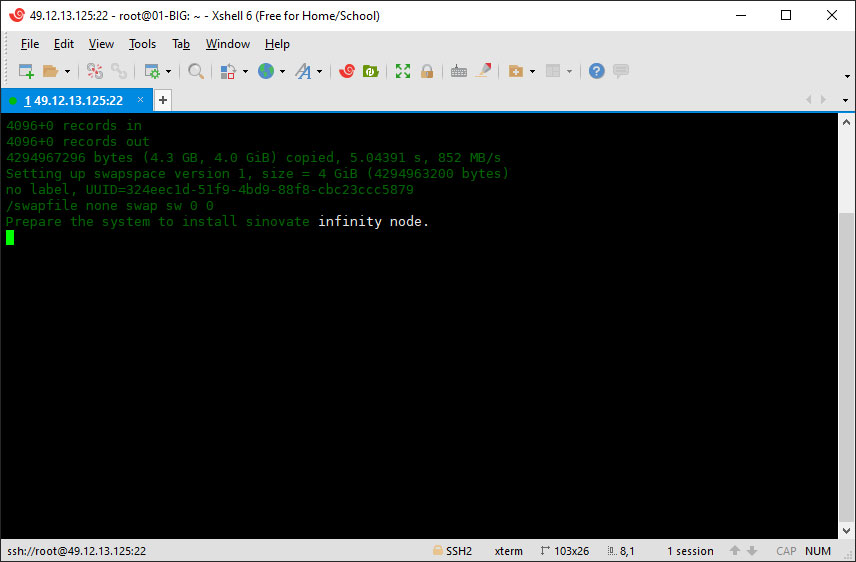 49.12.13.125:22 - root@01-BIG: ~ - Xshell 6 (Free for Home/School)
File Edit View Tools Tab Window Help
1 49.12.13.125:22 × +
4096+0 records in
4096+0 records out
4294967296 bytes (4.3 GB, 4.0 GiB) copied, 5.04391 s, 852 MB/s
Setting up swapspace version 1, size = 4 GiB (4294963200 bytes)
no label, UUID=324eec1d-51f9-4bd9-88f8-cbc23ccc5879
/swapfile none swap sw 0 0
Prepare the system to install sinovate infinity node.
ssh://root@49.12.13.125:22 SSH2 xterm 103x26 8,1 1 session CAP NUM